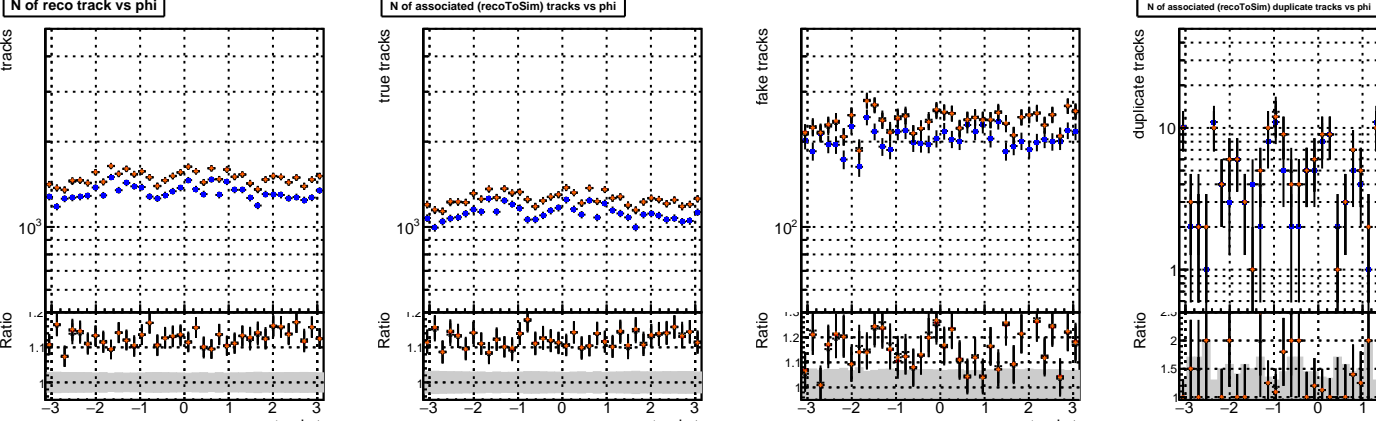 N of reco track vs phi
tracks
10³
Ratio
1.2
1.1
1
−3 −2 −1 0 1 2 3
N of associated (recoToSim) tracks vs phi
true tracks
10³
Ratio
1.2
1.1
1
−3 −2 −1 0 1 2 3
fake tracks
10²
Ratio
1.3
1.2
1.1
1
−3 −2 −1 0 1 2 3
N of associated (recoToSim) duplicate tracks vs phi
duplicate tracks
10
1
Ratio
2.5
2
1.5
1
−3 −2 −1 0 1